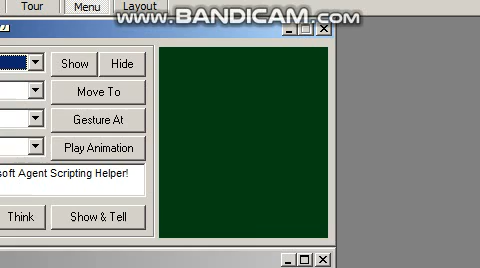 Tour Menu Layout
www.BANDICAM.com
Show Hide
Move To
Gesture At
Play Animation
soft Agent Scripting Helper!
Think Show & Tell